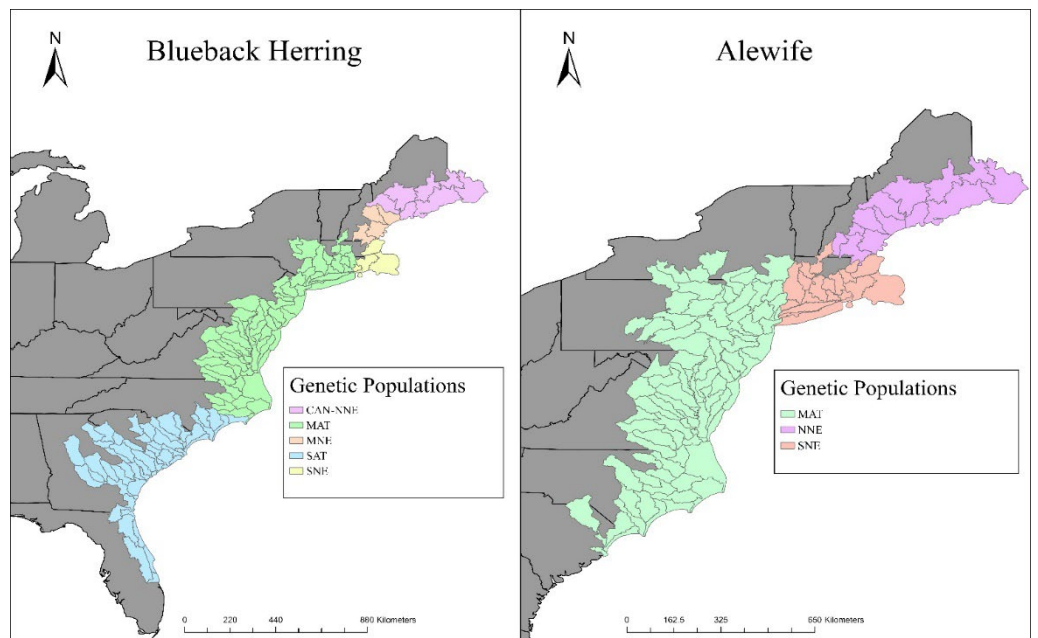 N
Blueback Herring
Genetic Populations
CAN-NNE
MAT
MNE
SAT
SNE
0 220 440 880 Kilometers
N
Alewife
Genetic Populations
MAT
NNE
SNE
0 162.5 325 650 Kilometers